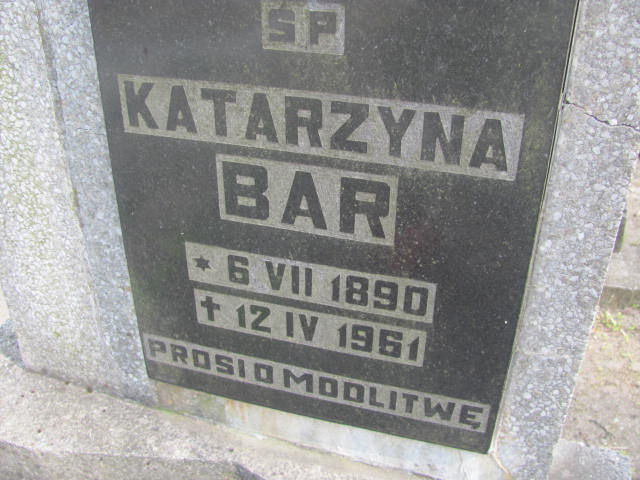 ŚP
KATARZYNA
BAR
* 6 VII 1890
✝ 12 IV 1961
PROSI O MODLITWĘ